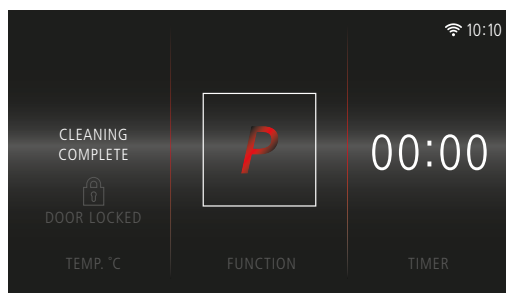 10:10
CLEANING
COMPLETE
P
00:00
DOOR LOCKED
TEMP. °C
FUNCTION
TIMER